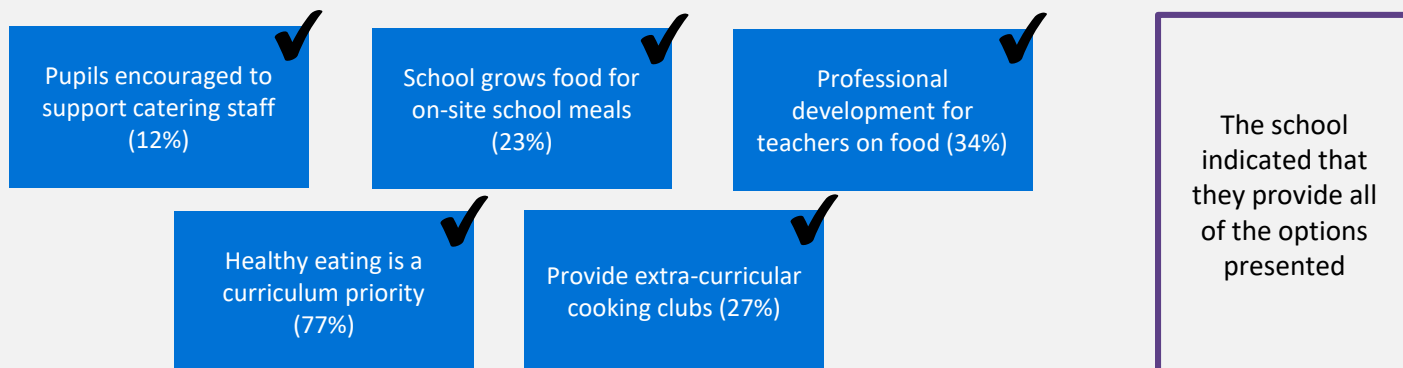 Pupils encouraged to
support catering staff
(12%)
School grows food for
on-site school meals
(23%)
Professional
development for
teachers on food (34%)
Healthy eating is a
curriculum priority
(77%)
Provide extra-curricular
cooking clubs (27%)
The school
indicated that
they provide all
of the options
presented